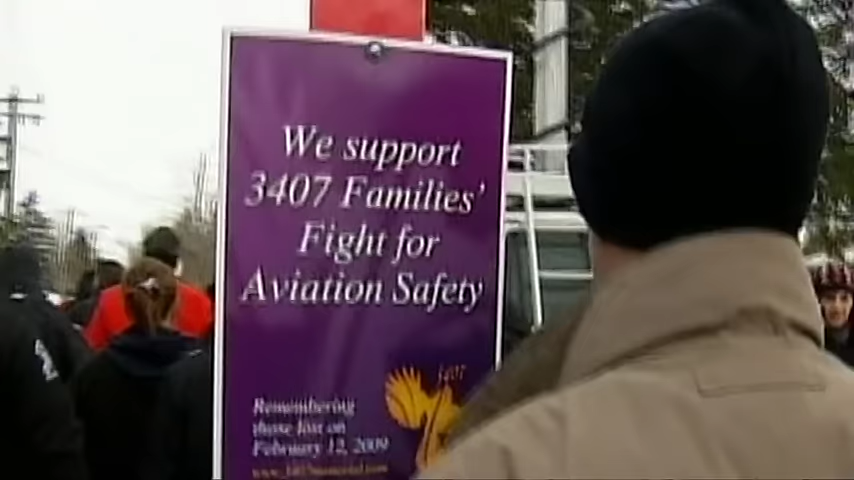 We support
3407 Families'
Fight for
Aviation Safety
3407
Remembering
those lost on
February 12, 2009